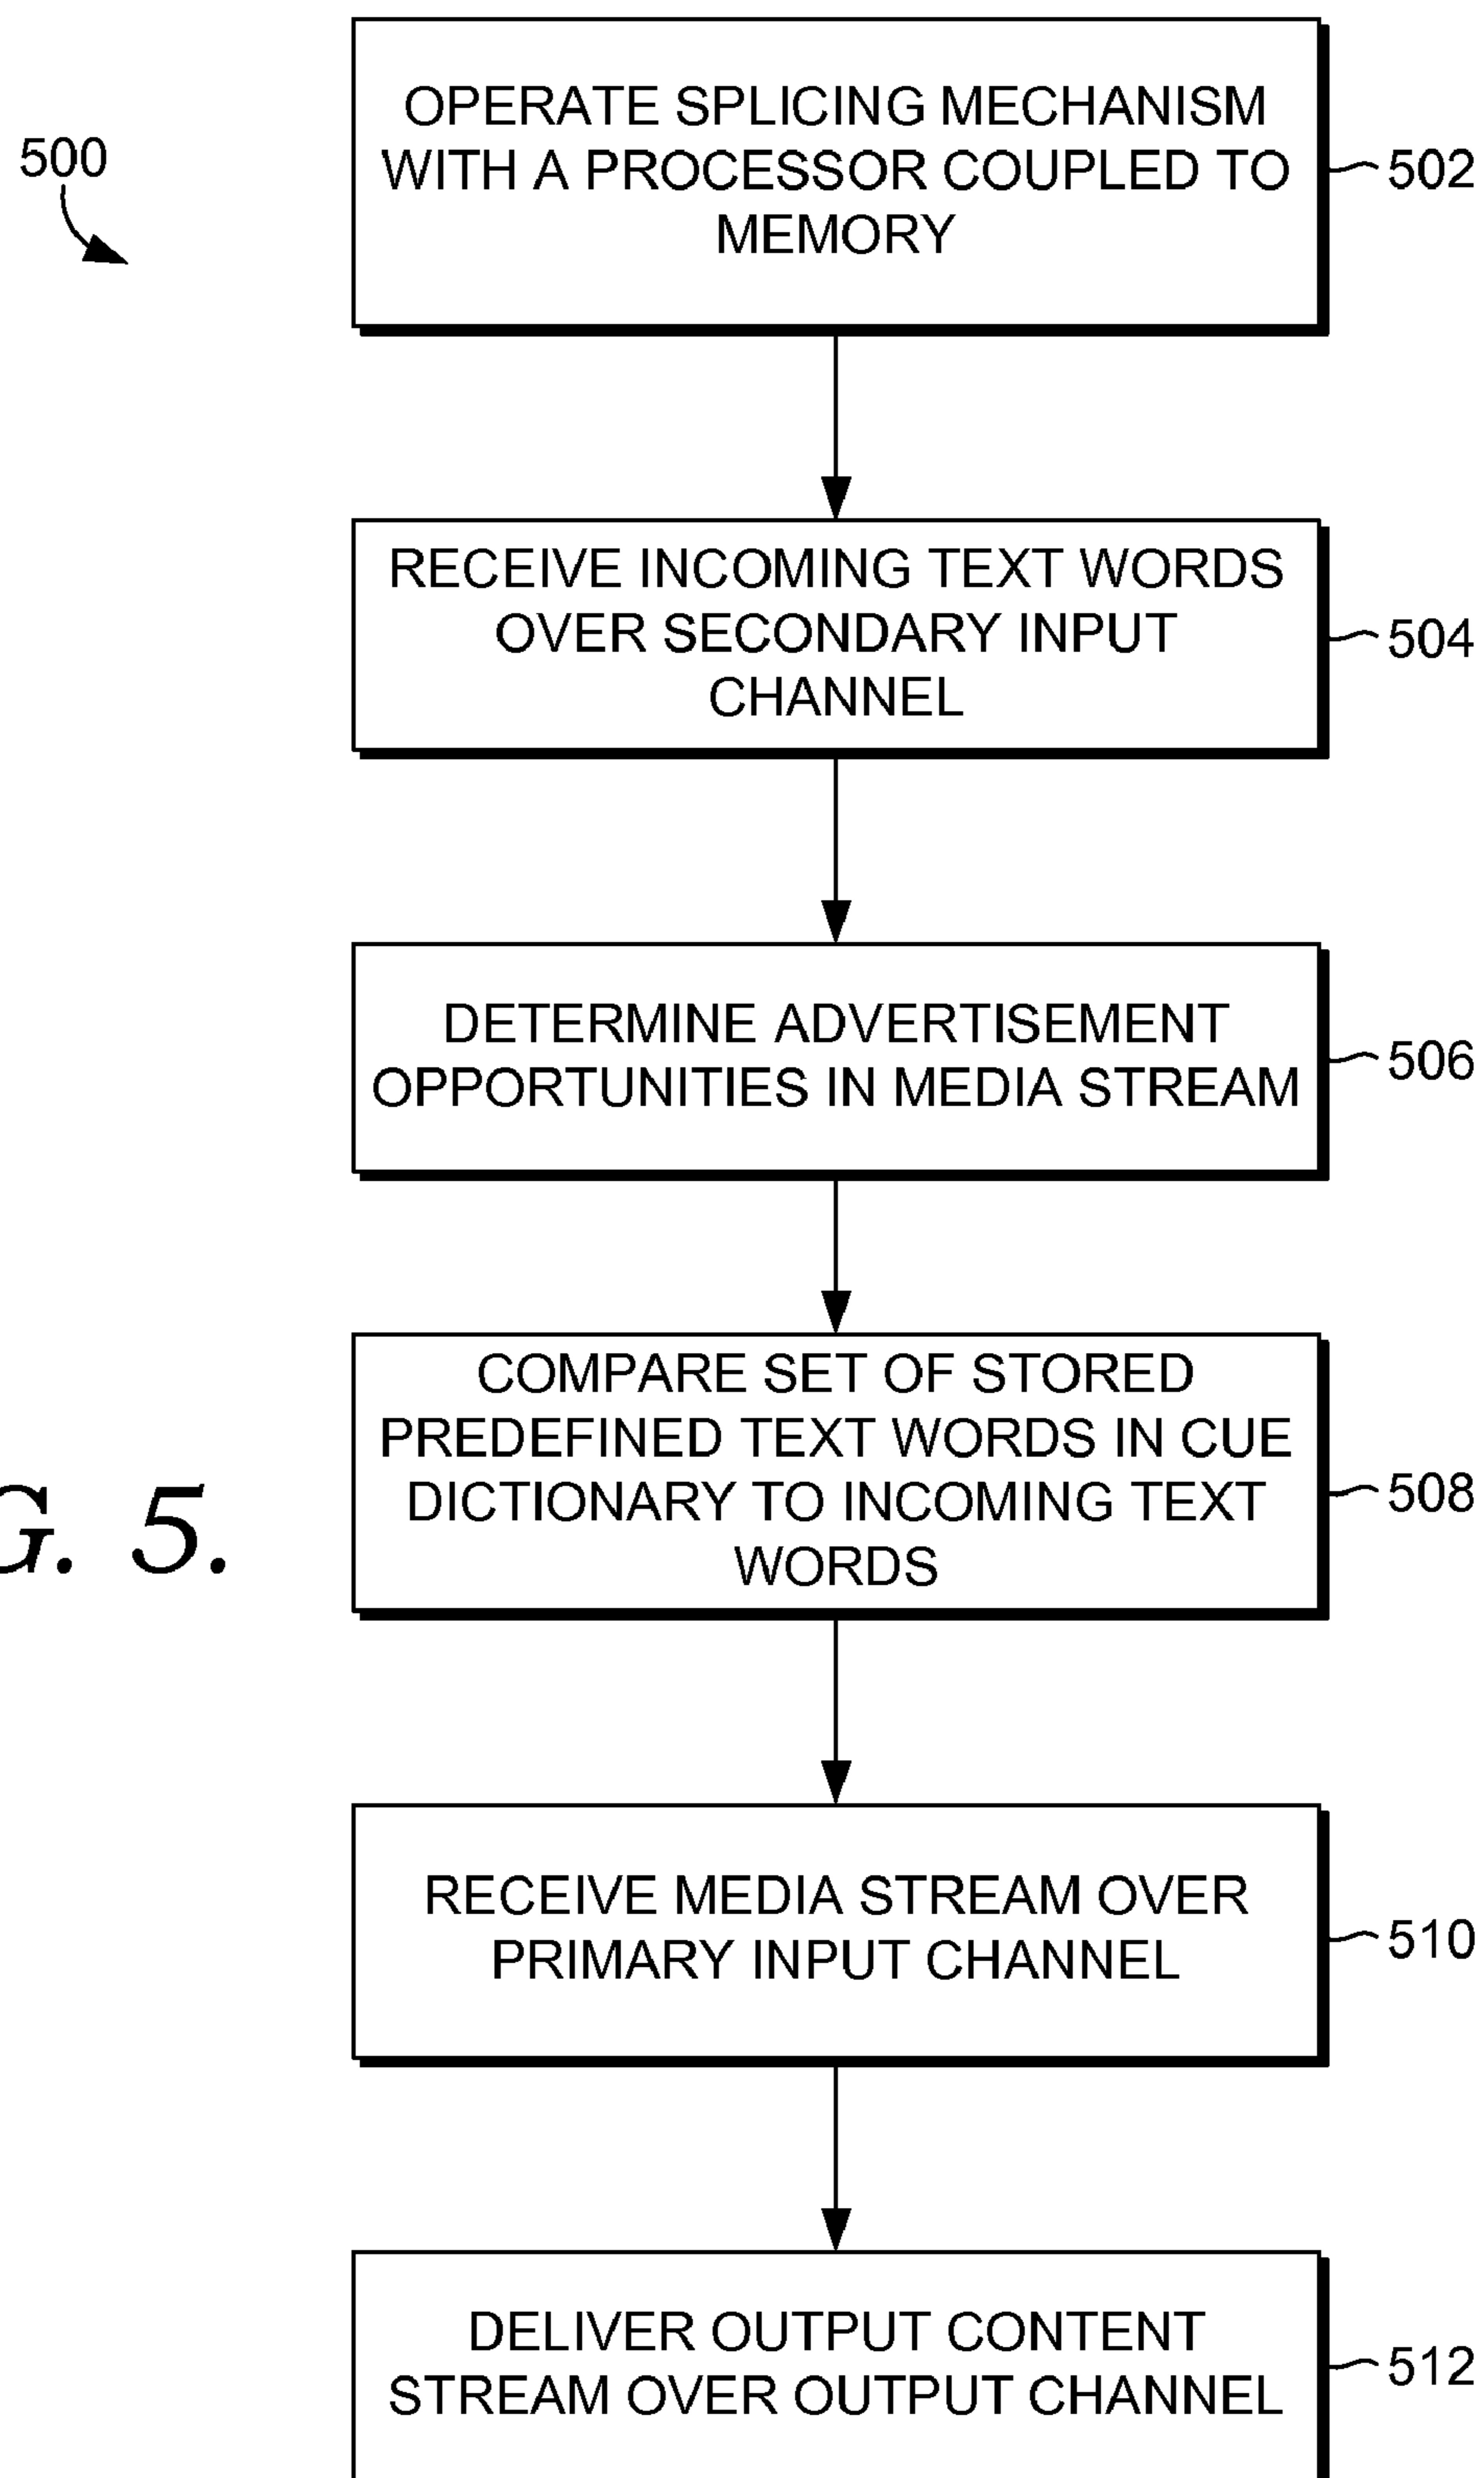 500
OPERATE SPLICING MECHANISM
WITH A PROCESSOR COUPLED TO
MEMORY
502
RECEIVE INCOMING TEXT WORDS
OVER SECONDARY INPUT
CHANNEL
504
DETERMINE ADVERTISEMENT
OPPORTUNITIES IN MEDIA STREAM
506
COMPARE SET OF STORED
PREDEFINED TEXT WORDS IN CUE
DICTIONARY TO INCOMING TEXT
WORDS
508
G. 5.
RECEIVE MEDIA STREAM OVER
PRIMARY INPUT CHANNEL
510
DELIVER OUTPUT CONTENT
STREAM OVER OUTPUT CHANNEL
512